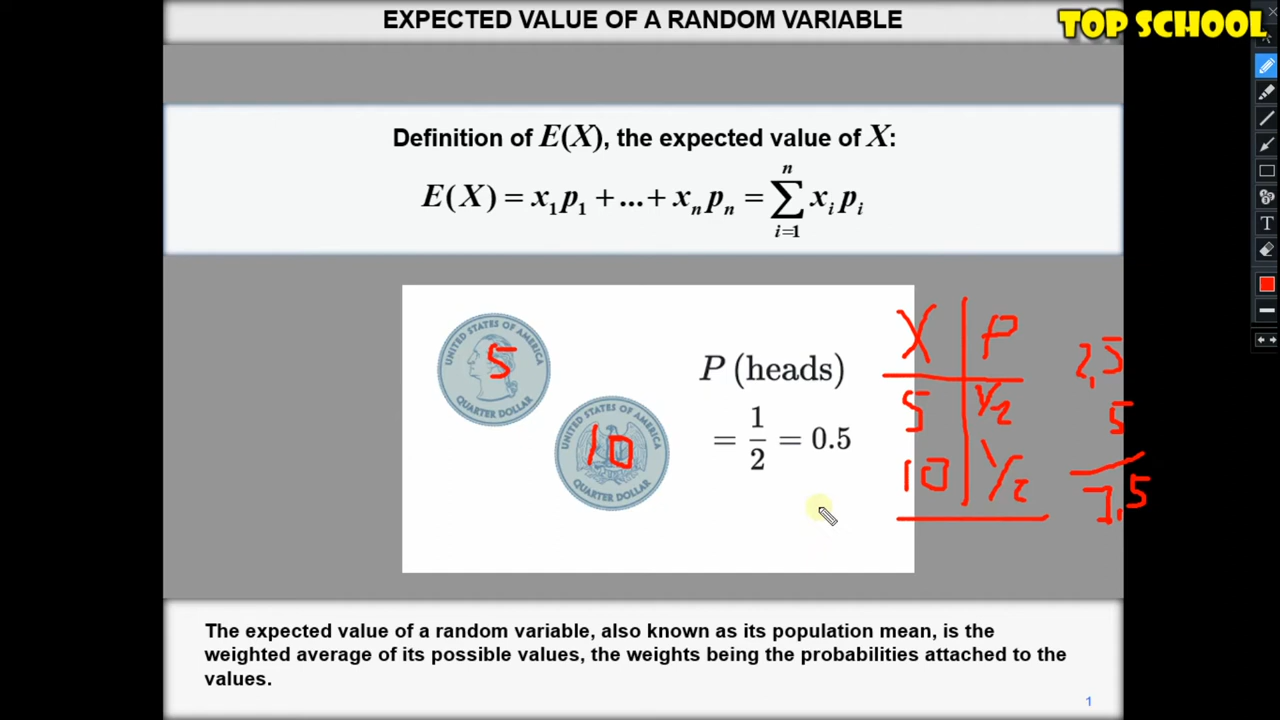 EXPECTED VALUE OF A RANDOM VARIABLE
TOP SCHOOL
Definition of E(X), the expected value of X:
E(X) = x₁p₁ + ... + xₙpₙ = ∑ⁿᵢ₌₁ xᵢpᵢ
UNITED STATES OF AMERICA
5
QUARTER DOLLAR
UNITED STATES OF AMERICA
10
QUARTER DOLLAR
P (heads)
= 1/2 = 0.5
X P
5 1/2 2,5
10 1/2 5
7,5
The expected value of a random variable, also known as its population mean, is the
weighted average of its possible values, the weights being the probabilities attached to the
values.
1